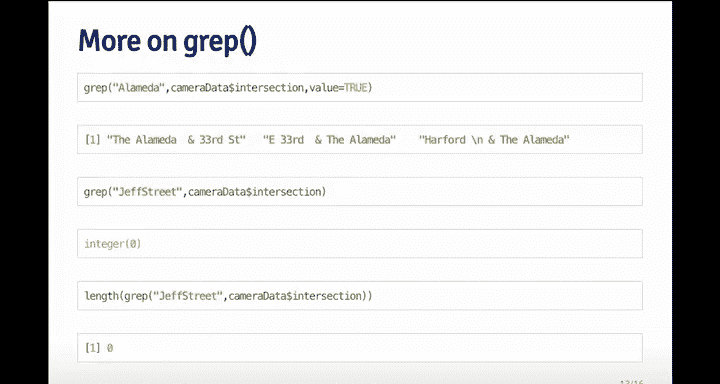 More on grep()
grep("Alameda",cameraData$intersection,value=TRUE)
[1] "The Alameda  & 33rd St"   "E 33rd  & The Alameda"    "Harford \n & The Alameda"
grep("JeffStreet",cameraData$intersection)
integer(0)
length(grep("JeffStreet",cameraData$intersection))
[1] 0